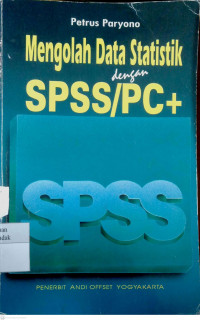 Petrus Paryono
Mengolah Data Statistik
dengan
SPSS/PC+
SPSS
PENERBIT ANDI OFFSET YOGYAKARTA